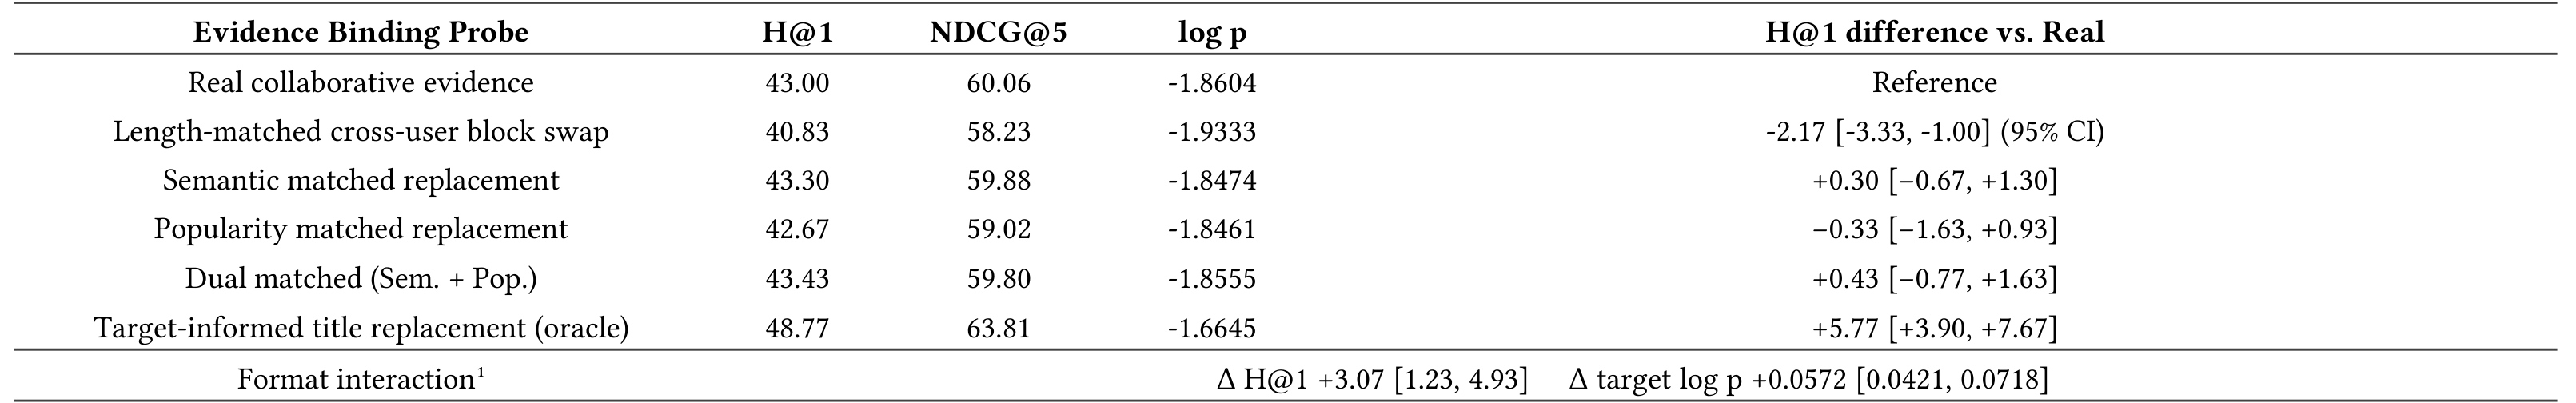 Evidence Binding Probe H@1 NDCG@5 log p H@1 difference vs. Real
Real collaborative evidence 43.00 60.06 -1.8604 Reference
Length-matched cross-user block swap 40.83 58.23 -1.9333 -2.17 [-3.33, -1.00] (95% CI)
Semantic matched replacement 43.30 59.88 -1.8474 +0.30 [−0.67, +1.30]
Popularity matched replacement 42.67 59.02 -1.8461 −0.33 [−1.63, +0.93]
Dual matched (Sem. + Pop.) 43.43 59.80 -1.8555 +0.43 [−0.77, +1.63]
Target-informed title replacement (oracle) 48.77 63.81 -1.6645 +5.77 [+3.90, +7.67]
Format interaction¹ Δ H@1 +3.07 [1.23, 4.93] Δ target log p +0.0572 [0.0421, 0.0718]